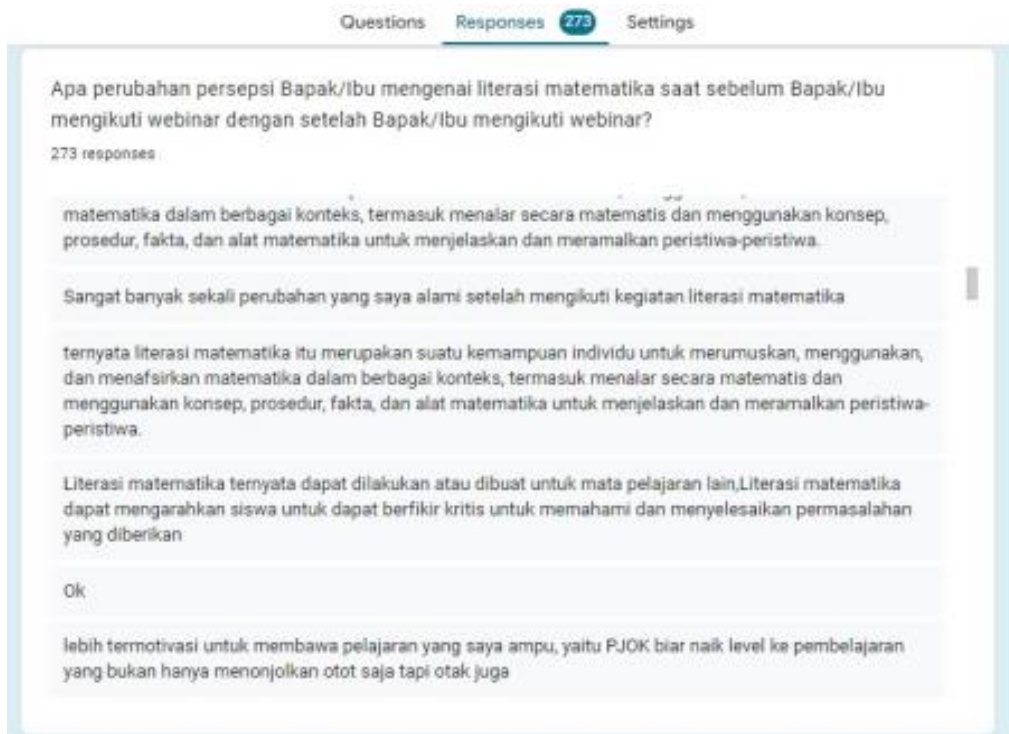 Questions Responses 273 Settings
Apa perubahan persepsi Bapak/Ibu mengenai literasi matematika saat sebelum Bapak/Ibu
mengikuti webinar dengan setelah Bapak/Ibu mengikuti webinar?
273 responses
matematika dalam berbagai konteks, termasuk menalar secara matematis dan menggunakan konsep,
prosedur, fakta, dan alat matematika untuk menjelaskan dan meramalkan peristiwa-peristiwa.
Sangat banyak sekali perubahan yang saya alami setelah mengikuti kegiatan literasi matematika
ternyata literasi matematika itu merupakan suatu kemampuan individu untuk merumuskan, menggunakan,
dan menafsirkan matematika dalam berbagai konteks, termasuk menalar secara matematis dan
menggunakan konsep, prosedur, fakta, dan alat matematika untuk menjelaskan dan meramalkan peristiwa-
peristiwa.
Literasi matematika ternyata dapat dilakukan atau dibuat untuk mata pelajaran lain,Literasi matematika
dapat mengarahkan siswa untuk dapat berfikir kritis untuk memahami dan menyelesaikan permasalahan
yang diberikan
Ok
lebih termotivasi untuk membawa pelajaran yang saya ampu, yaitu PJOK biar naik level ke pembelajaran
yang bukan hanya menonjolkan otot saja tapi otak juga